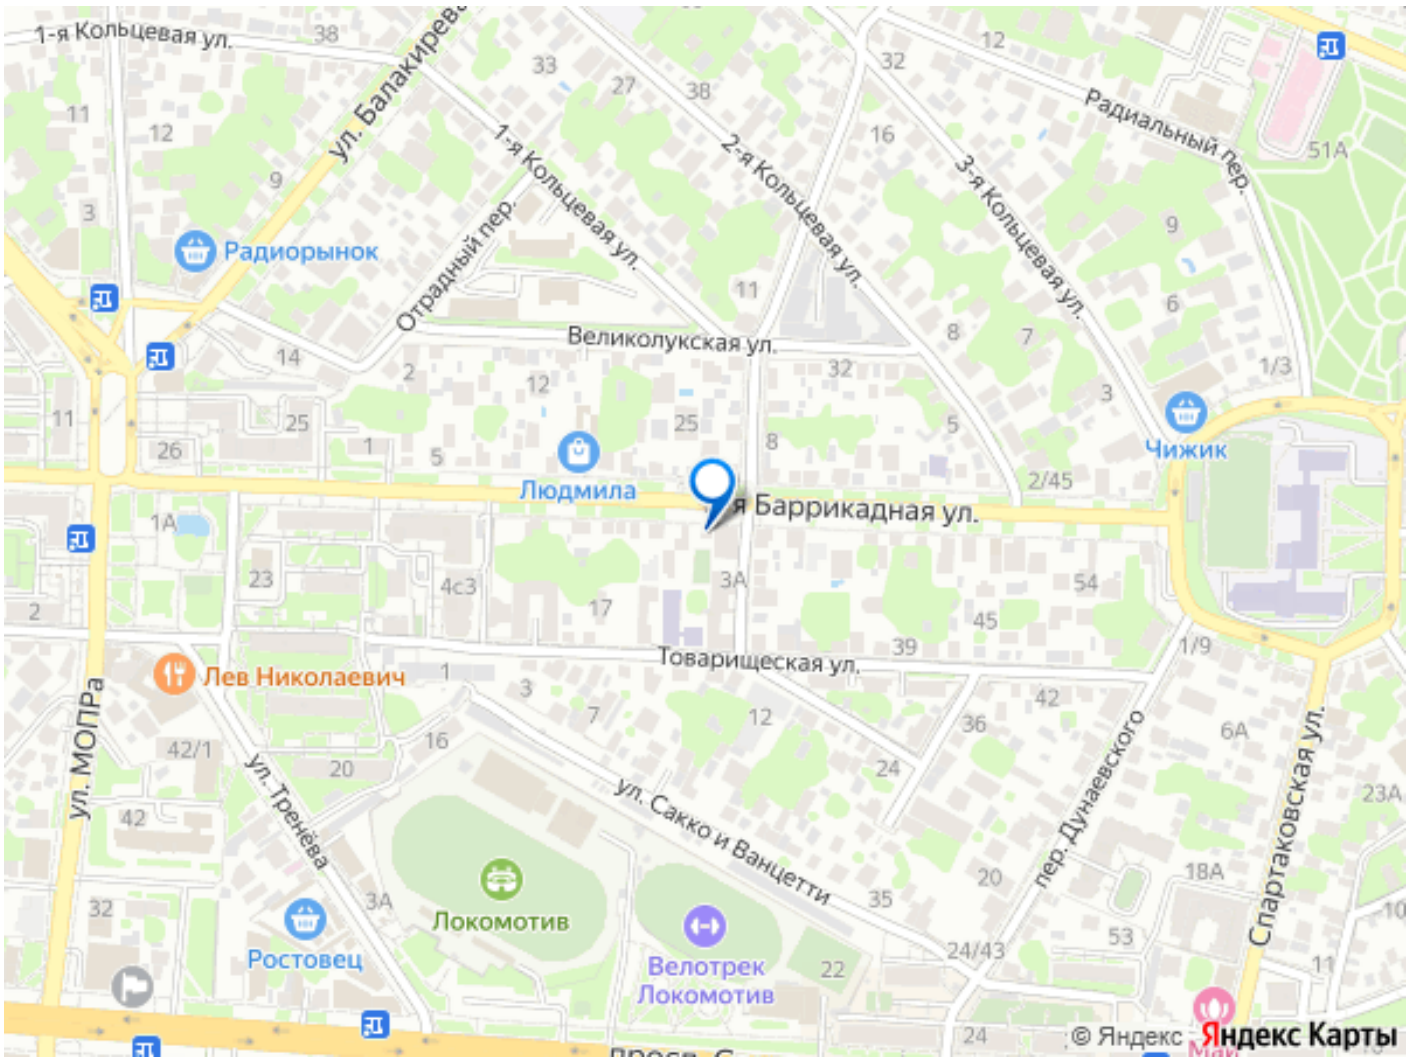 1-я Кольцевая ул.
38
ул. Балакирева
33
27
38
32
12
11
12
16
радиальный пер.
51А
1-я Кольцевая ул.
2-я Кольцевая ул.
3-я Кольцевая ул.
9
3
9
Радиорынок
Отрадный пер.
11
6
8
7
Великолукская ул.
14
2
12
32
1/3
3
11
25
25
5
26
1
5
8
Чижик
Людмила
2/45
я Баррикадная ул.
1А
23
4с3
17
3А
54
2
45
39
1/9
Товарищеская ул.
Лев Николаевич
1
3
7
12
42
36
6А
ул. МОПРа
42/1
16
20
24
ул. Тренёва
ул. Сакко и Ванцетти
пер. Дунаевского
Спартаковская ул.
23А
42
18А
20
32
3А
35
10
Локомотив
Ростовец
53
24/43
11
Велотрек
Локомотив
22
24
© Яндекс
Яндекс Карты